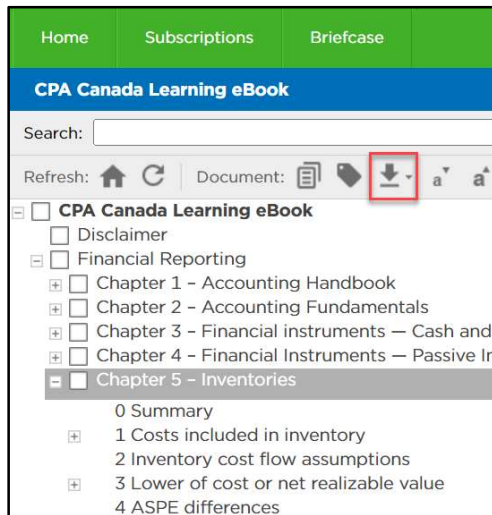 Home Subscriptions Briefcase
CPA Canada Learning eBook
Search:
Refresh: Document: a a
CPA Canada Learning eBook
Disclaimer
Financial Reporting
Chapter 1 – Accounting Handbook
Chapter 2 – Accounting Fundamentals
Chapter 3 – Financial instruments — Cash and
Chapter 4 – Financial Instruments — Passive
Chapter 5 – Inventories
0 Summary
1 Costs included in inventory
2 Inventory cost flow assumptions
3 Lower of cost or net realizable value
4 ASPE differences